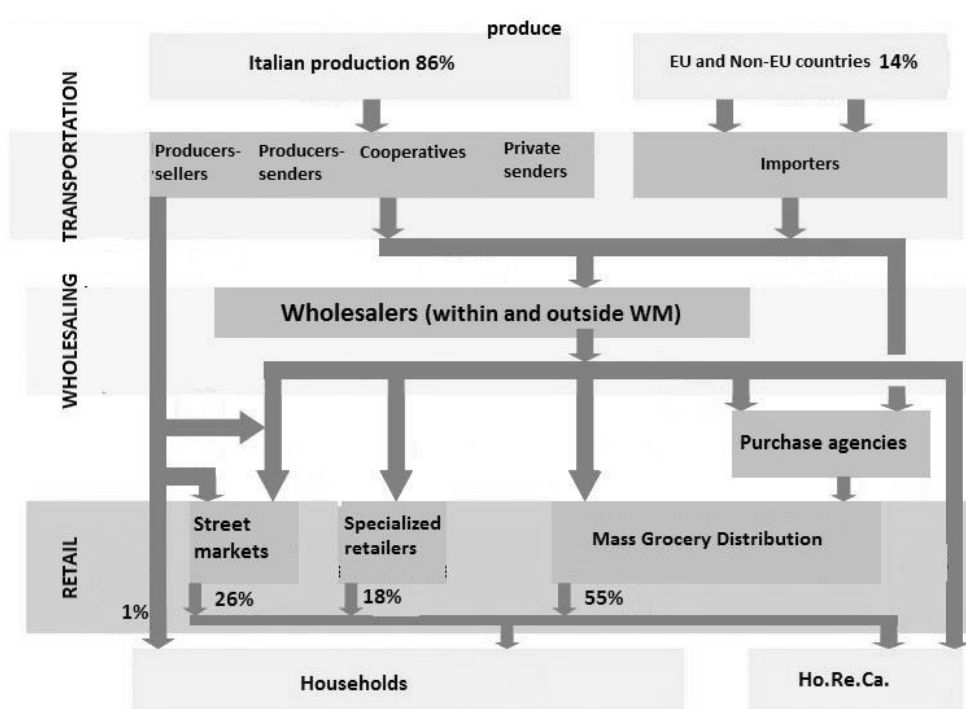 produce
Italian production 86%
EU and Non-EU countries 14%
TRANSPORTATION
Producers-
sellers
Producers-
senders
Cooperatives
Private
senders
Importers
WHOLESALING
Wholesalers (within and outside WM)
Purchase agencies
RETAIL
Street
markets
Specialized
retailers
Mass Grocery Distribution
1%
26%
18%
55%
Households
Ho.Re.Ca.